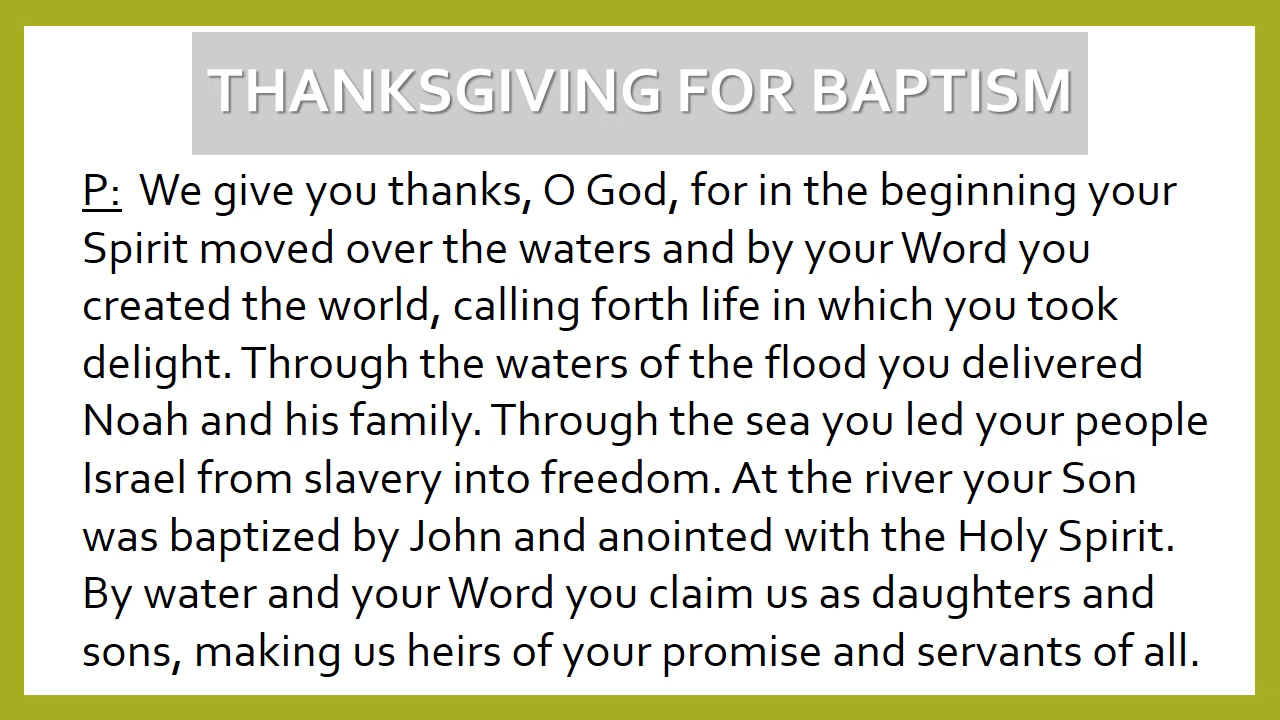 THANKSGIVING FOR BAPTISM
P: We give you thanks, O God, for in the beginning your
Spirit moved over the waters and by your Word you
created the world, calling forth life in which you took
delight. Through the waters of the flood you delivered
Noah and his family. Through the sea you led your people
Israel from slavery into freedom. At the river your Son
was baptized by John and anointed with the Holy Spirit.
By water and your Word you claim us as daughters and
sons, making us heirs of your promise and servants of all.